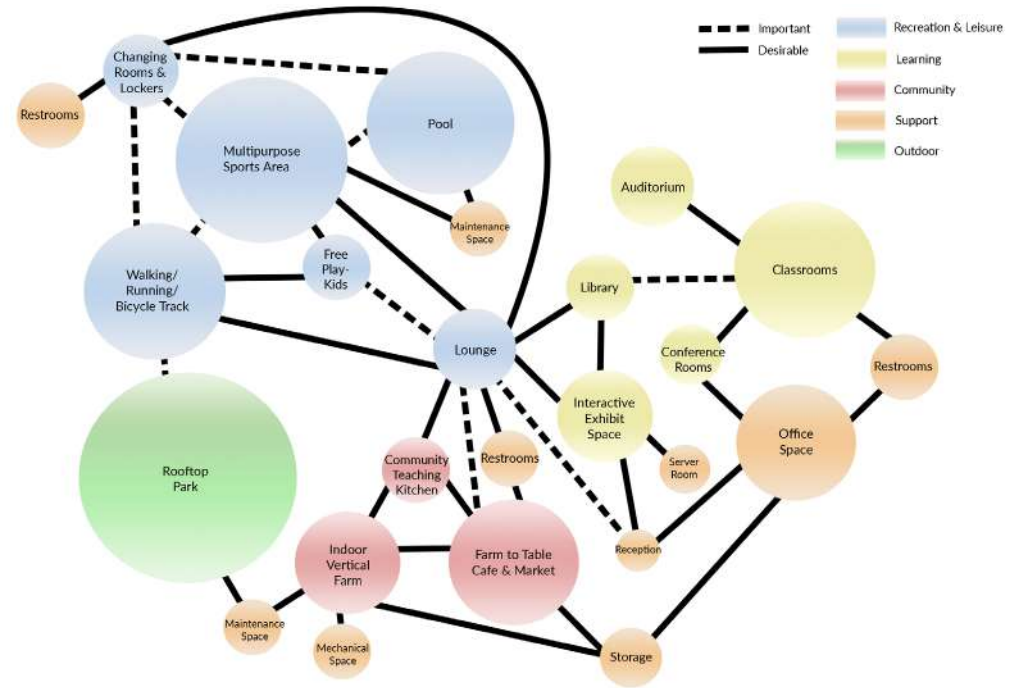 Important
Desirable
Recreation & Leisure
Learning
Community
Support
Outdoor
Changing
Rooms &
Lockers
Restrooms
Multipurpose
Sports Area
Pool
Maintenance
Space
Free
Play-
Kids
Walking/
Running/
Bicycle Track
Lounge
Auditorium
Classrooms
Library
Conference
Rooms
Restrooms
Interactive
Exhibit
Space
Office
Space
Server
Room
Community
Teaching
Kitchen
Restrooms
Rooftop
Park
Indoor
Vertical
Farm
Farm to Table
Cafe & Market
Reception
Maintenance
Space
Mechanical
Space
Storage